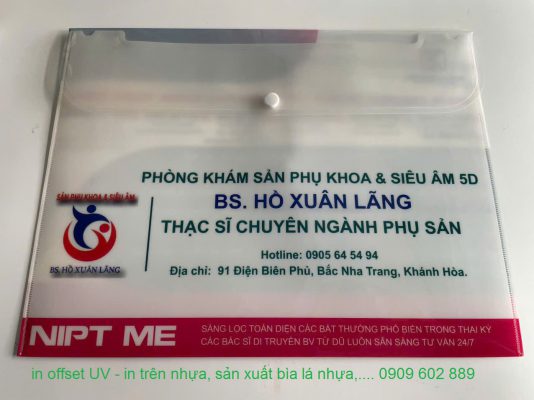 PHÒNG KHÁM SẢN PHỤ KHOA & SIÊU ÂM 5D
BS. HỒ XUÂN LÃNG
THẠC SĨ CHUYÊN NGÀNH PHỤ SẢN
Hotline: 0905 64 54 94
Địa chỉ: 91 Điện Biên Phủ, Bắc Nha Trang, Khánh Hòa.
SẢN PHỤ KHOA & SIÊU ÂM
BS. HỒ XUÂN LÃNG
NIPT ME
SÀNG LỌC TOÀN DIỆN CÁC BẤT THƯỜNG PHỔ BIẾN TRONG THAI KỲ
CÁC BÁC SĨ DI TRUYỀN BV TỪ DŨ LUÔN SẴN SÀNG TƯ VẤN 24/7
in offset UV - in trên nhựa, sản xuất bìa lá nhựa,.... 0909 602 889